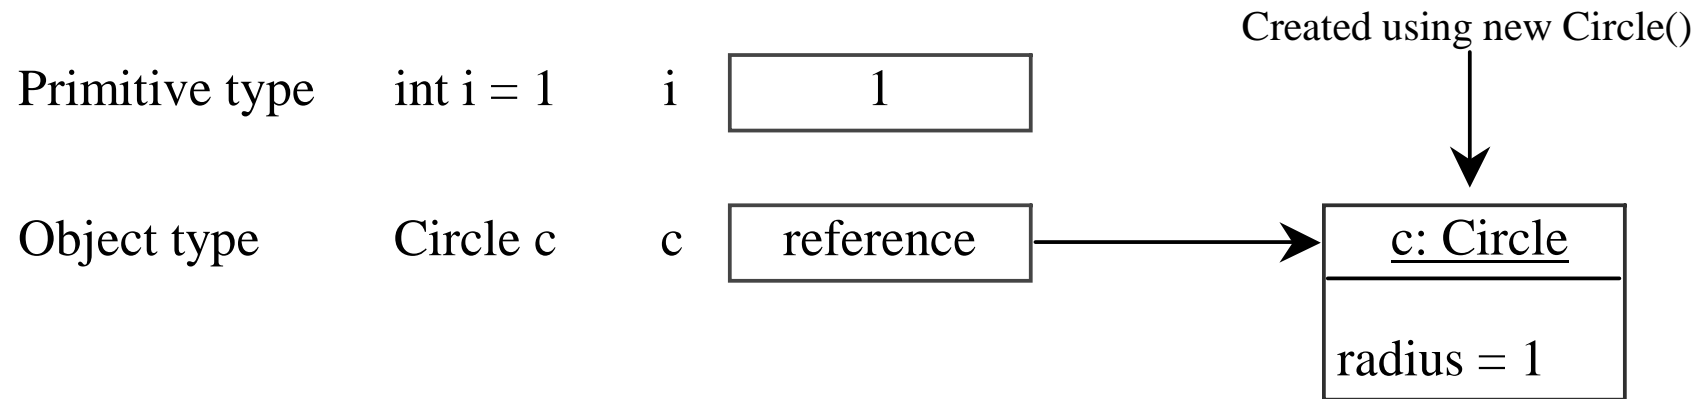 Created using new Circle()
Primitive type int i = 1 i 1
Object type Circle c c reference c: Circle
radius = 1